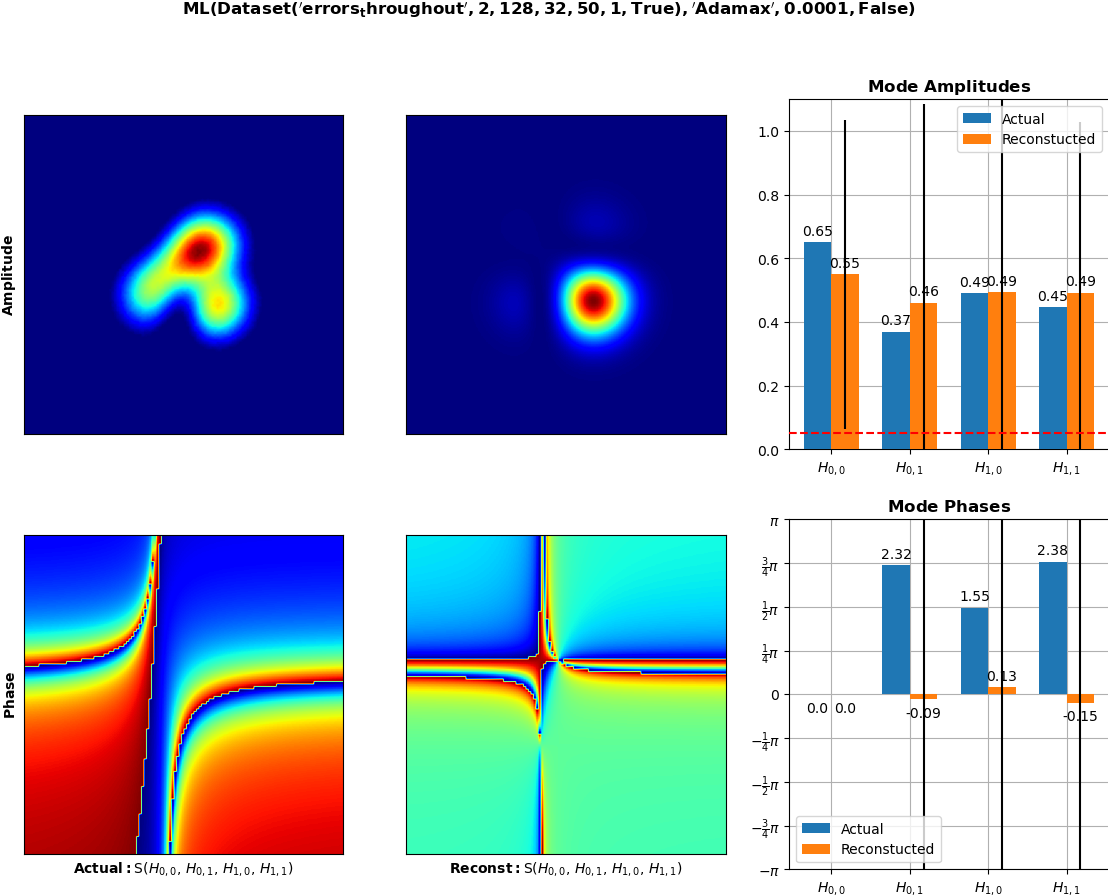 ML(Dataset('errors_throughout', 2, 128, 32, 50, 1, True), 'Adamax', 0.0001, False)
Amplitude
Mode Amplitudes
Actual
Reconstucted
1.0
0.8
0.6
0.4
0.2
0.0
0.65
0.55
0.37
0.46
0.49
0.49
0.45
0.49
H0,0
H0,1
H1,0
H1,1
Phase
Actual: S(H0,0, H0,1, H1,0, H1,1)
Reconst: S(H0,0, H0,1, H1,0, H1,1)
Mode Phases
π
3/4π
1/2π
1/4π
0
−1/4π
−1/2π
−3/4π
−π
0.0
0.0
2.32
-0.09
1.55
0.13
2.38
-0.15
Actual
Reconstucted
H0,0
H0,1
H1,0
H1,1